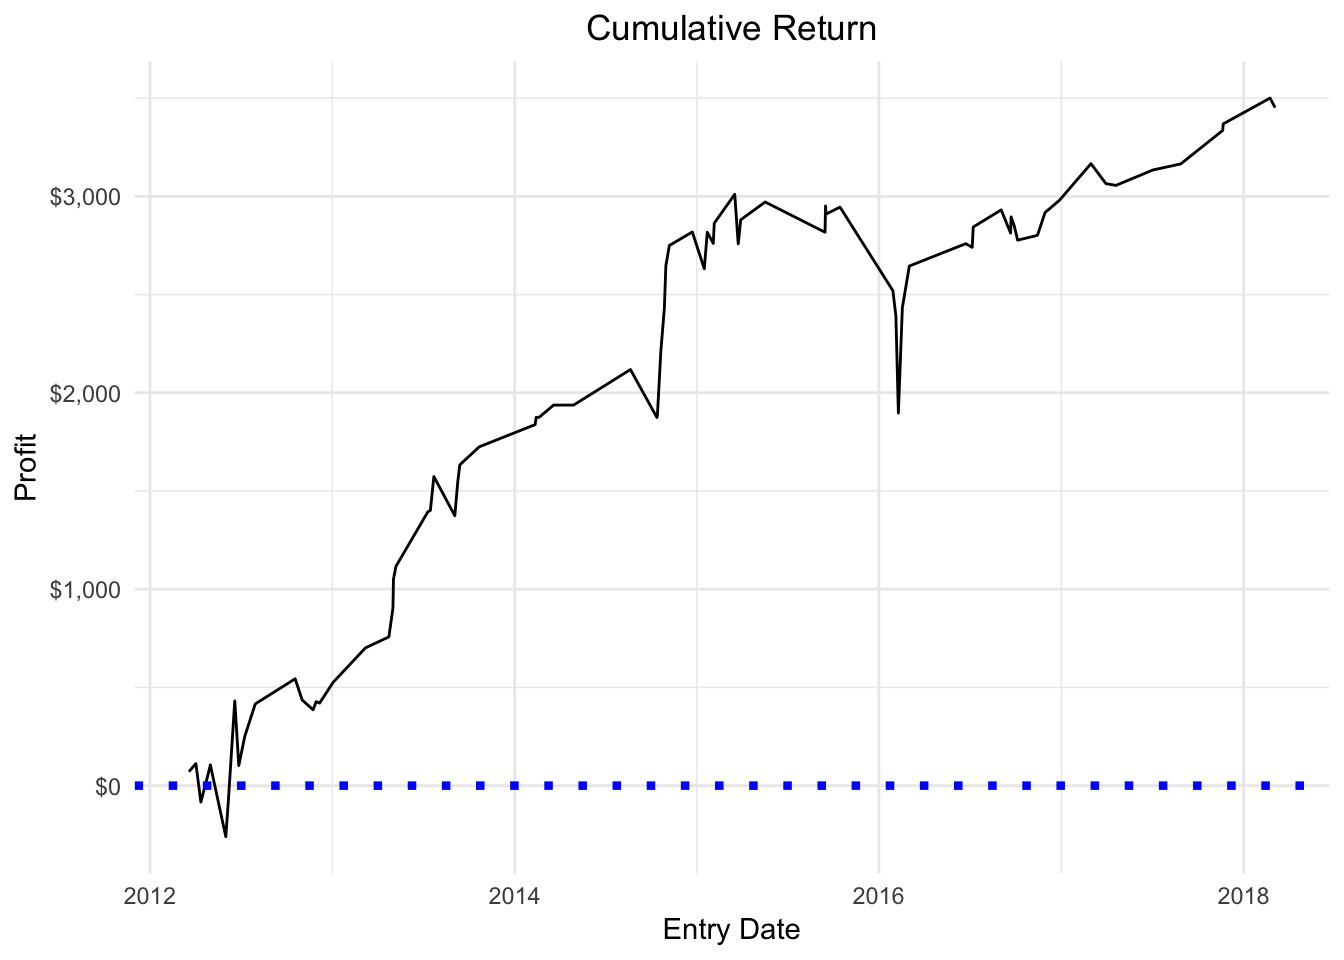 Cumulative Return
$3,000
$2,000
$1,000
$0
Profit
2012 2014 2016 2018
Entry Date